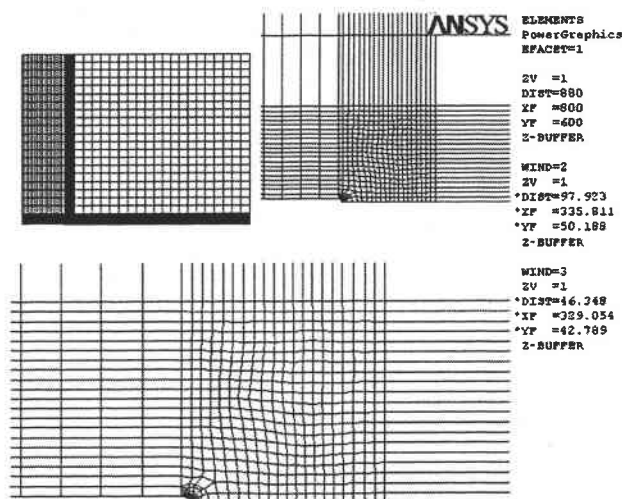 ANSYS
ELEMENTS
PowerGraphics
EFACET=1
ZV =1
DIST=880
XF =800
YF =600
Z-BUFFER
WIND=2
ZV =1
*DIST=97.923
*XF =335.811
*YF =50.188
Z-BUFFER
WIND=3
ZV =1
*DIST=46.348
*XF =329.054
*YF =42.789
Z-BUFFER